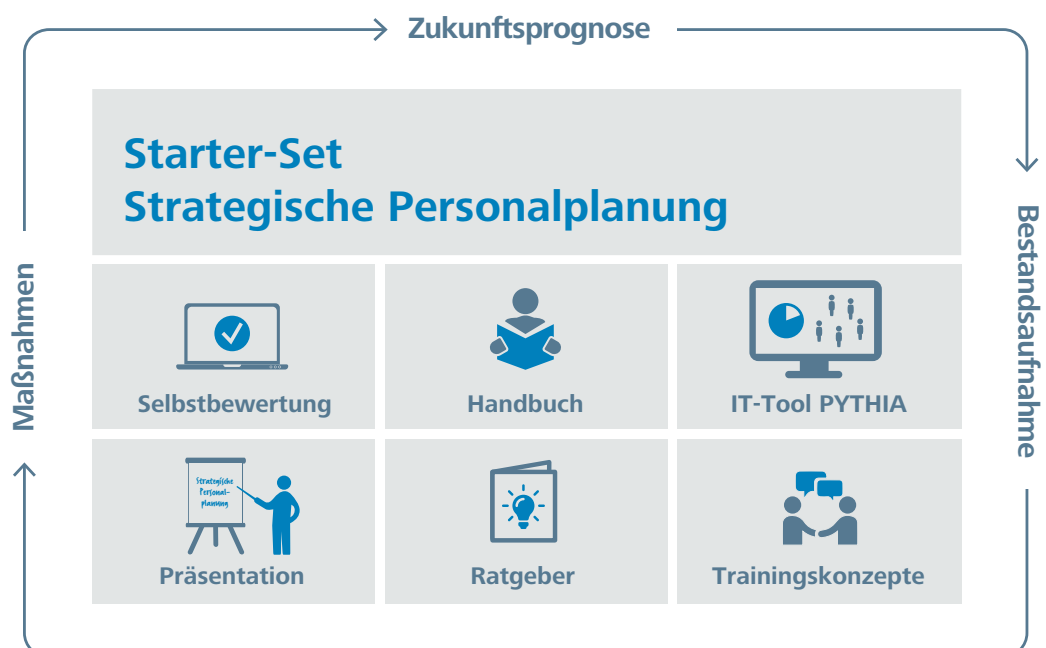 Zukunftsprognose
Starter-Set
Strategische Personalplanung
Bestandsaufnahme
Maßnahmen
Selbstbewertung
Handbuch
IT-Tool PYTHIA
Strategische
Personal-
planung
Präsentation
Ratgeber
Trainingskonzepte